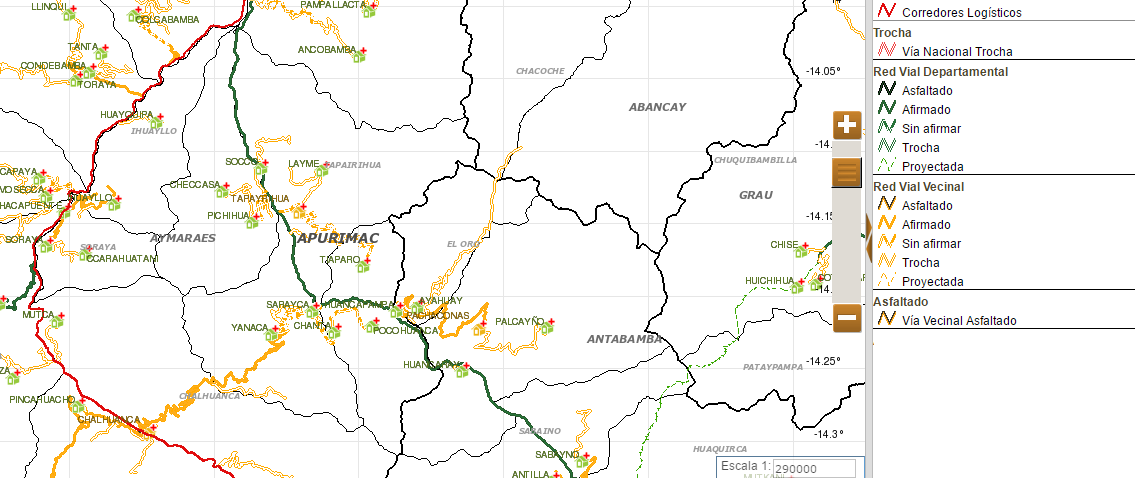 LLINQUI
COLCABAMBA
PAMPALLACTA
TANTA
ANCOBAMBA
CONDEBAMBA
TORAYA
CHACOCHE
ABANCAY
HUAYQUIPA
IHUAYLLO
SOCCO
LAYME
TAPAIRIHUA
CHUQUIBAMBILLA
CAPAYA
CHECCASA
TAPAYRIHUA
GRAU
PICHIHUA
SORAYA
SORAYA
AYMARAES
APURIMAC
EL ORO
CHISE
CCARAHUATANI
TIAPARO
HUICHIHUA
SARAYCA
HUANCAPAMPA
AYAHUAY
MUTCA
PACHACONAS
YANACA
CHANTA
POCOHUANCA
PALCAYÑO
ANTABAMBA
HUANCARAY
PATAYPAMPA
CHALHUANCA
PINCAHUACHO
CHALHUANCA
SABAINO
HUAQUIRCA
SABAYNO
ANTILLA
-14.05°
-14.15°
-14.25°
-14.3°
Escala 1: 290000
Corredores Logísticos
Trocha
Vía Nacional Trocha
Red Vial Departamental
Asfaltado
Afirmado
Sin afirmar
Trocha
Proyectada
Red Vial Vecinal
Asfaltado
Afirmado
Sin afirmar
Trocha
Proyectada
Asfaltado
Vía Vecinal Asfaltado